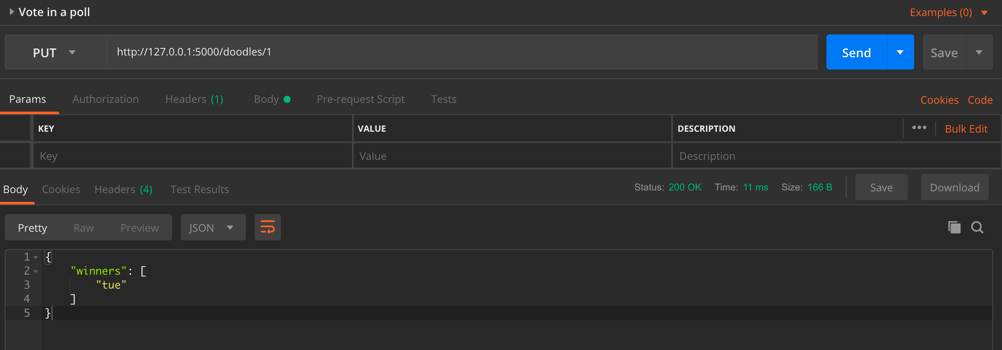 Vote in a poll Examples (0)
PUT http://127.0.0.1:5000/doodles/1 Send Save
Params Authorization Headers (1) Body Pre-request Script Tests Cookies Code
KEY VALUE DESCRIPTION ••• Bulk Edit
Key Value Description
Body Cookies Headers (4) Test Results Status: 200 OK Time: 11 ms Size: 166 B Save Download
Pretty Raw Preview JSON
1 {
2 "winners": [
3 "tue"
4 ]
5 }